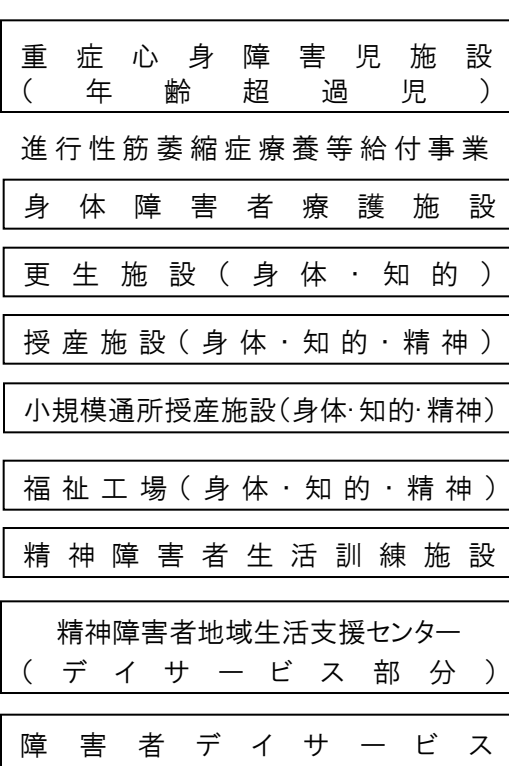 重症心身障害児施設
(年齢超過児)
進行性筋萎縮症療養等給付事業
身体障害者療護施設
更生施設(身体・知的)
授産施設(身体・知的・精神)
小規模通所授産施設(身体・知的・精神)
福祉工場(身体・知的・精神)
精神障害者生活訓練施設
精神障害者地域生活支援センター
(デイサービス部分)
障害者デイサービス